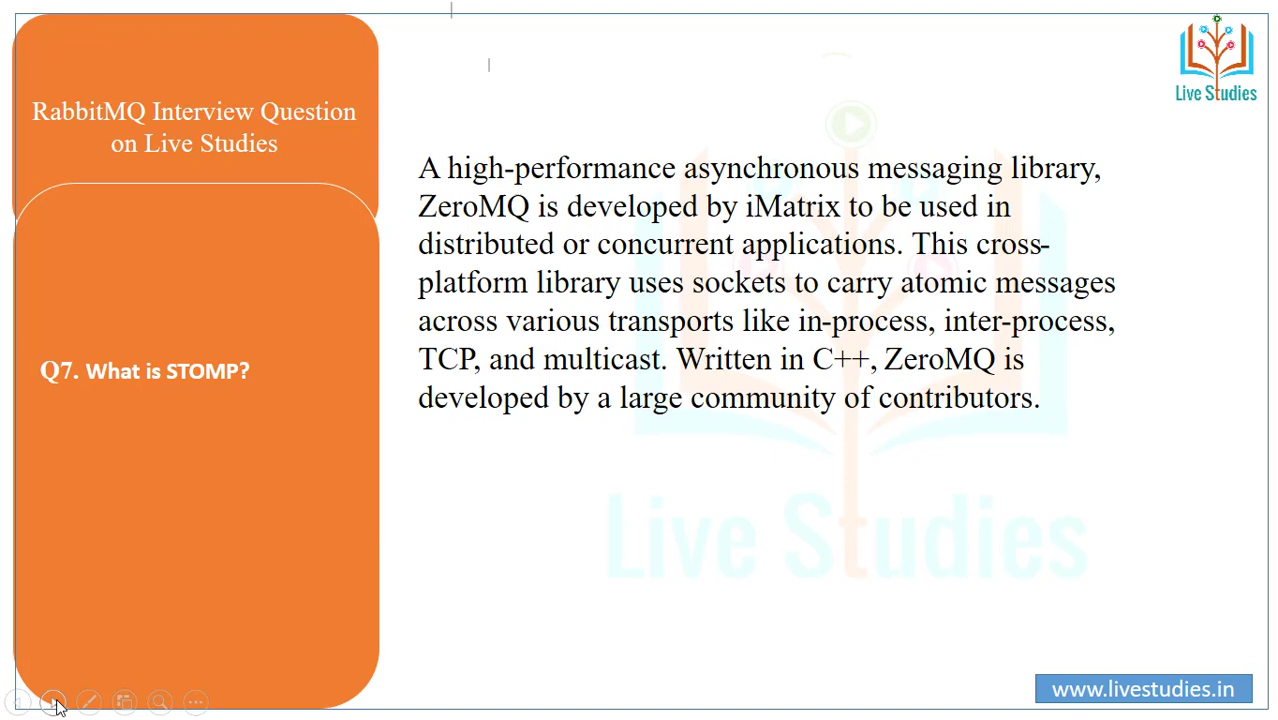 RabbitMQ Interview Question
on Live Studies
Q7. What is STOMP?
A high-performance asynchronous messaging library,
ZeroMQ is developed by iMatrix to be used in
distributed or concurrent applications. This cross-
platform library uses sockets to carry atomic messages
across various transports like in-process, inter-process,
TCP, and multicast. Written in C++, ZeroMQ is
developed by a large community of contributors.
Live Studies
Live Studies
www.livestudies.in